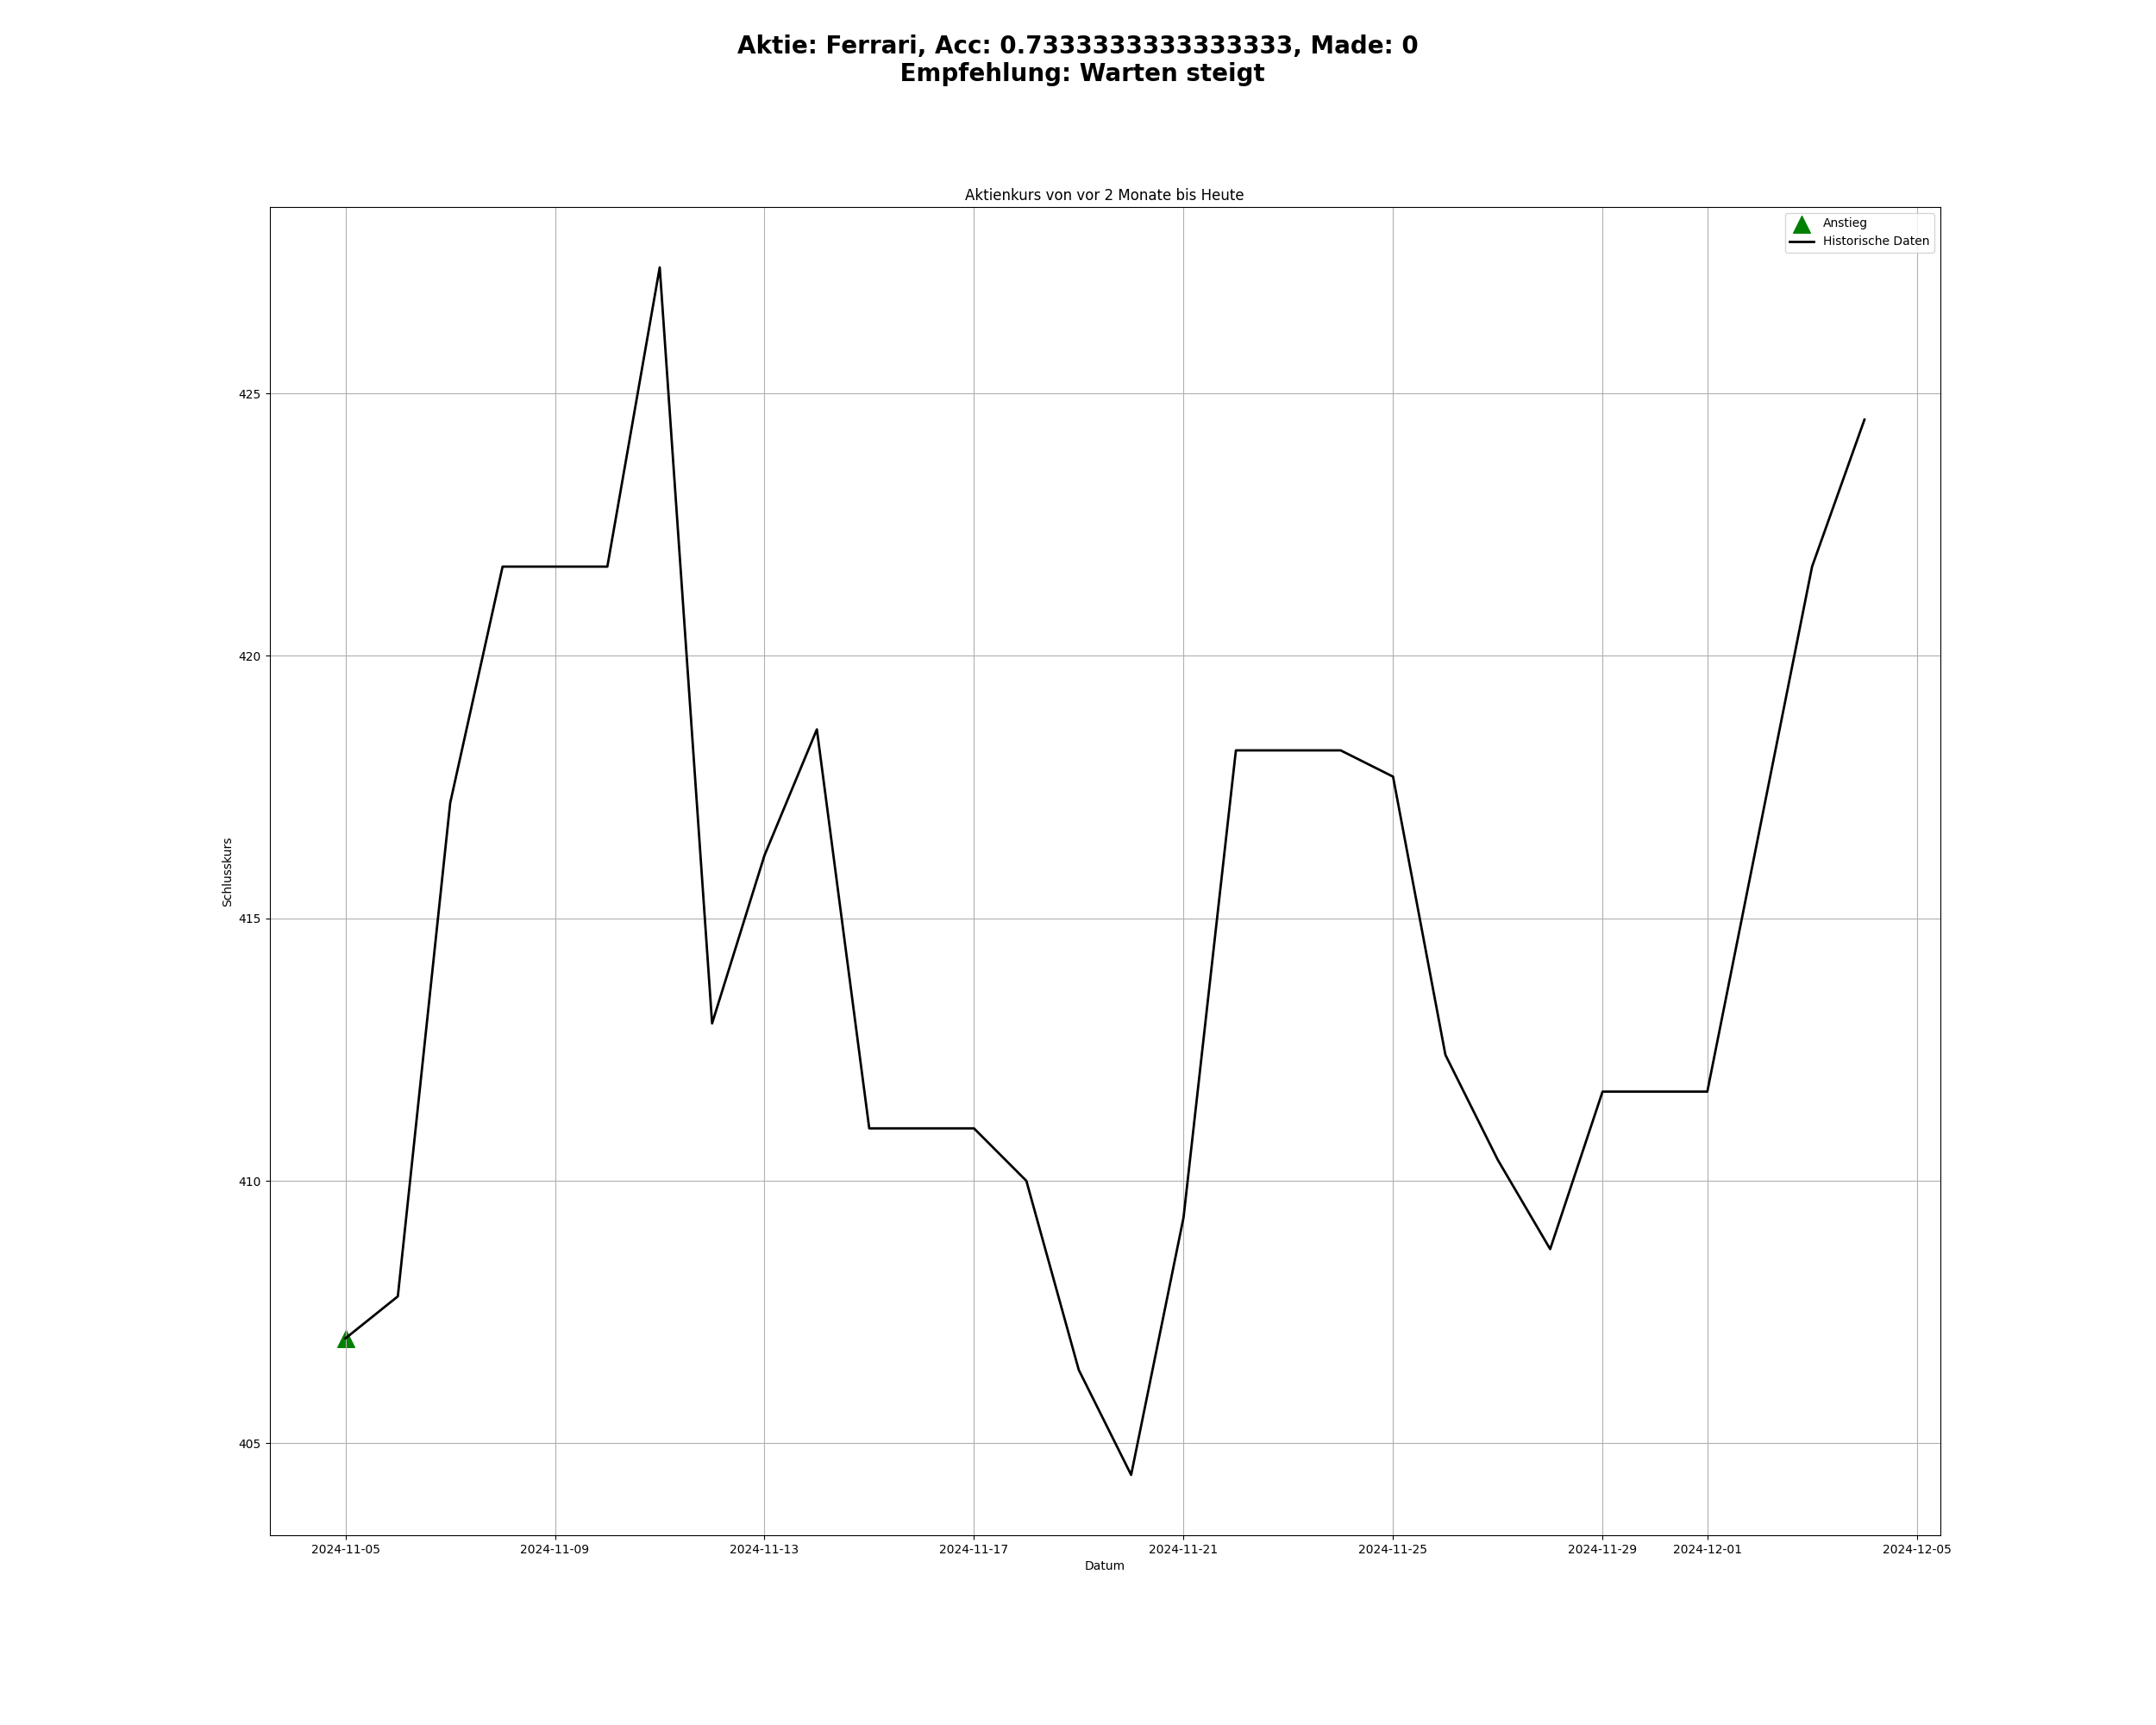 Aktie: Ferrari, Acc: 0.7333333333333333, Made: 0
Empfehlung: Warten steigt
Aktienkurs von vor 2 Monate bis Heute
Anstieg
Historische Daten
425
420
415
410
405
Schlusskurs
2024-11-05
2024-11-09
2024-11-13
2024-11-17
2024-11-21
2024-11-25
2024-11-29
2024-12-01
2024-12-05
Datum